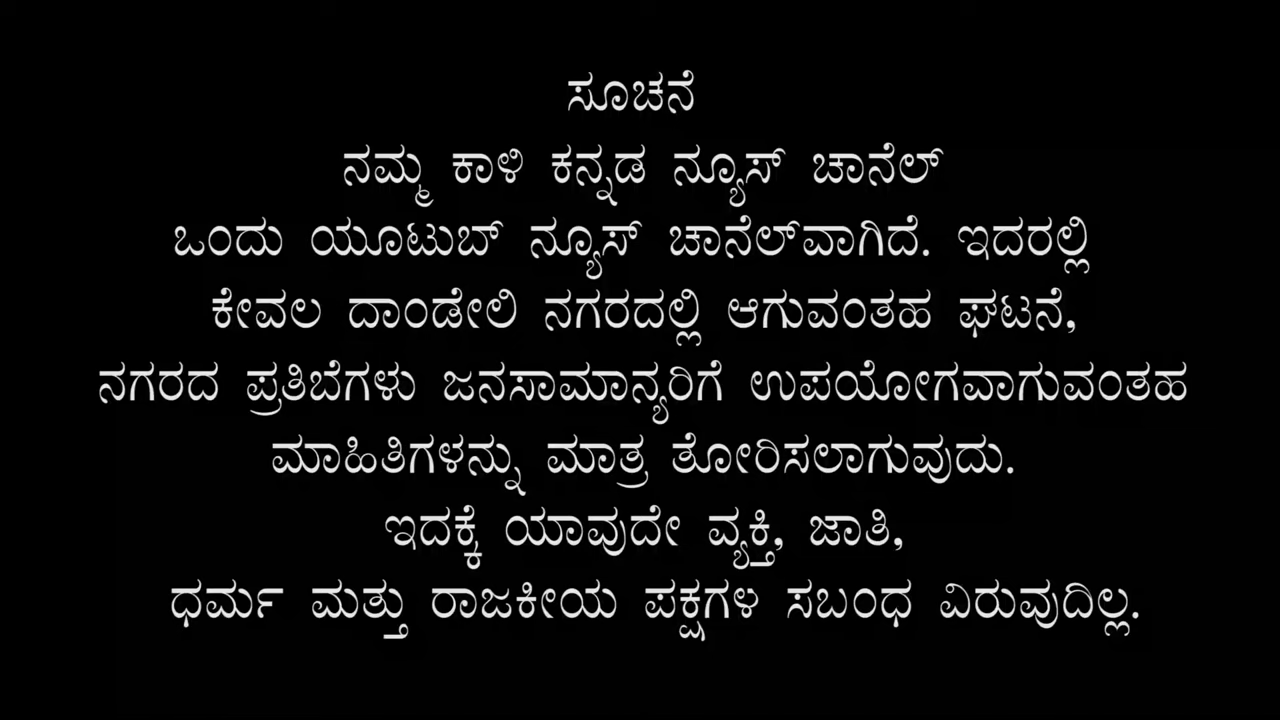 ಸೂಚನೆ
ನಮ್ಮ ಕಾಳಿ ಕನ್ನಡ ನ್ಯೂಸ್ ಚಾನೆಲ್
ಒಂದು ಯೂಟುಬ್ ನ್ಯೂಸ್ ಚಾನೆಲ್‌ವಾಗಿದೆ. ಇದರಲ್ಲಿ
ಕೇವಲ ದಾಂಡೇಲಿ ನಗರದಲ್ಲಿ ಆಗುವಂತಹ ಘಟನೆ,
ನಗರದ ಪ್ರತಿಬೆಗಳು ಜನಸಾಮಾನ್ಯರಿಗೆ ಉಪಯೋಗವಾಗುವಂತಹ
ಮಾಹಿತಿಗಳನ್ನು ಮಾತ್ರ ತೋರಿಸಲಾಗುವುದು.
ಇದಕ್ಕೆ ಯಾವುದೇ ವ್ಯಕ್ತಿ, ಜಾತಿ,
ಧರ್ಮ ಮತ್ತು ರಾಜಕೀಯ ಪಕ್ಷಗಳ ಸಬಂಧ ವಿರುವುದಿಲ್ಲ.